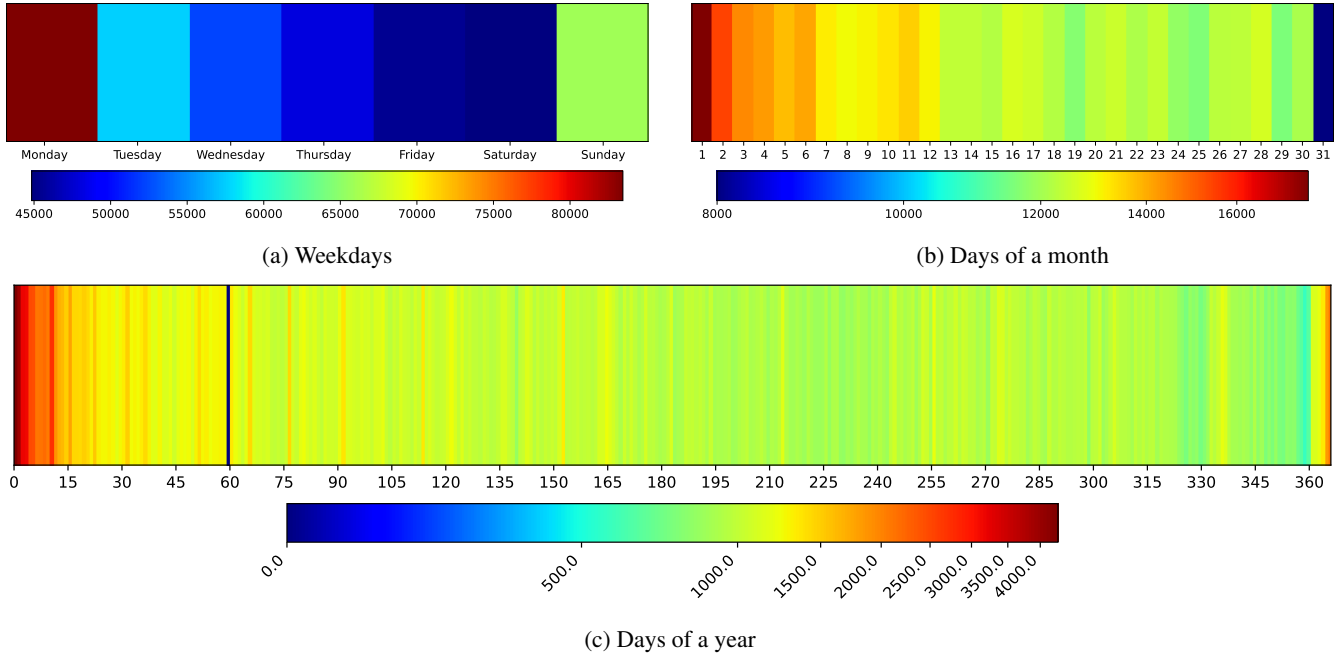 Monday Tuesday Wednesday Thursday Friday Saturday Sunday
45000 50000 55000 60000 65000 70000 75000 80000
(a) Weekdays
1 2 3 4 5 6 7 8 9 10 11 12 13 14 15 16 17 18 19 20 21 22 23 24 25 26 27 28 29 30 31
8000 10000 12000 14000 16000
(b) Days of a month
0 15 30 45 60 75 90 105 120 135 150 165 180 195 210 225 240 255 270 285 300 315 330 345 360
0.0 500.0 1000.0 1500.0 2000.0 2500.0 3000.0 3500.0 4000.0
(c) Days of a year